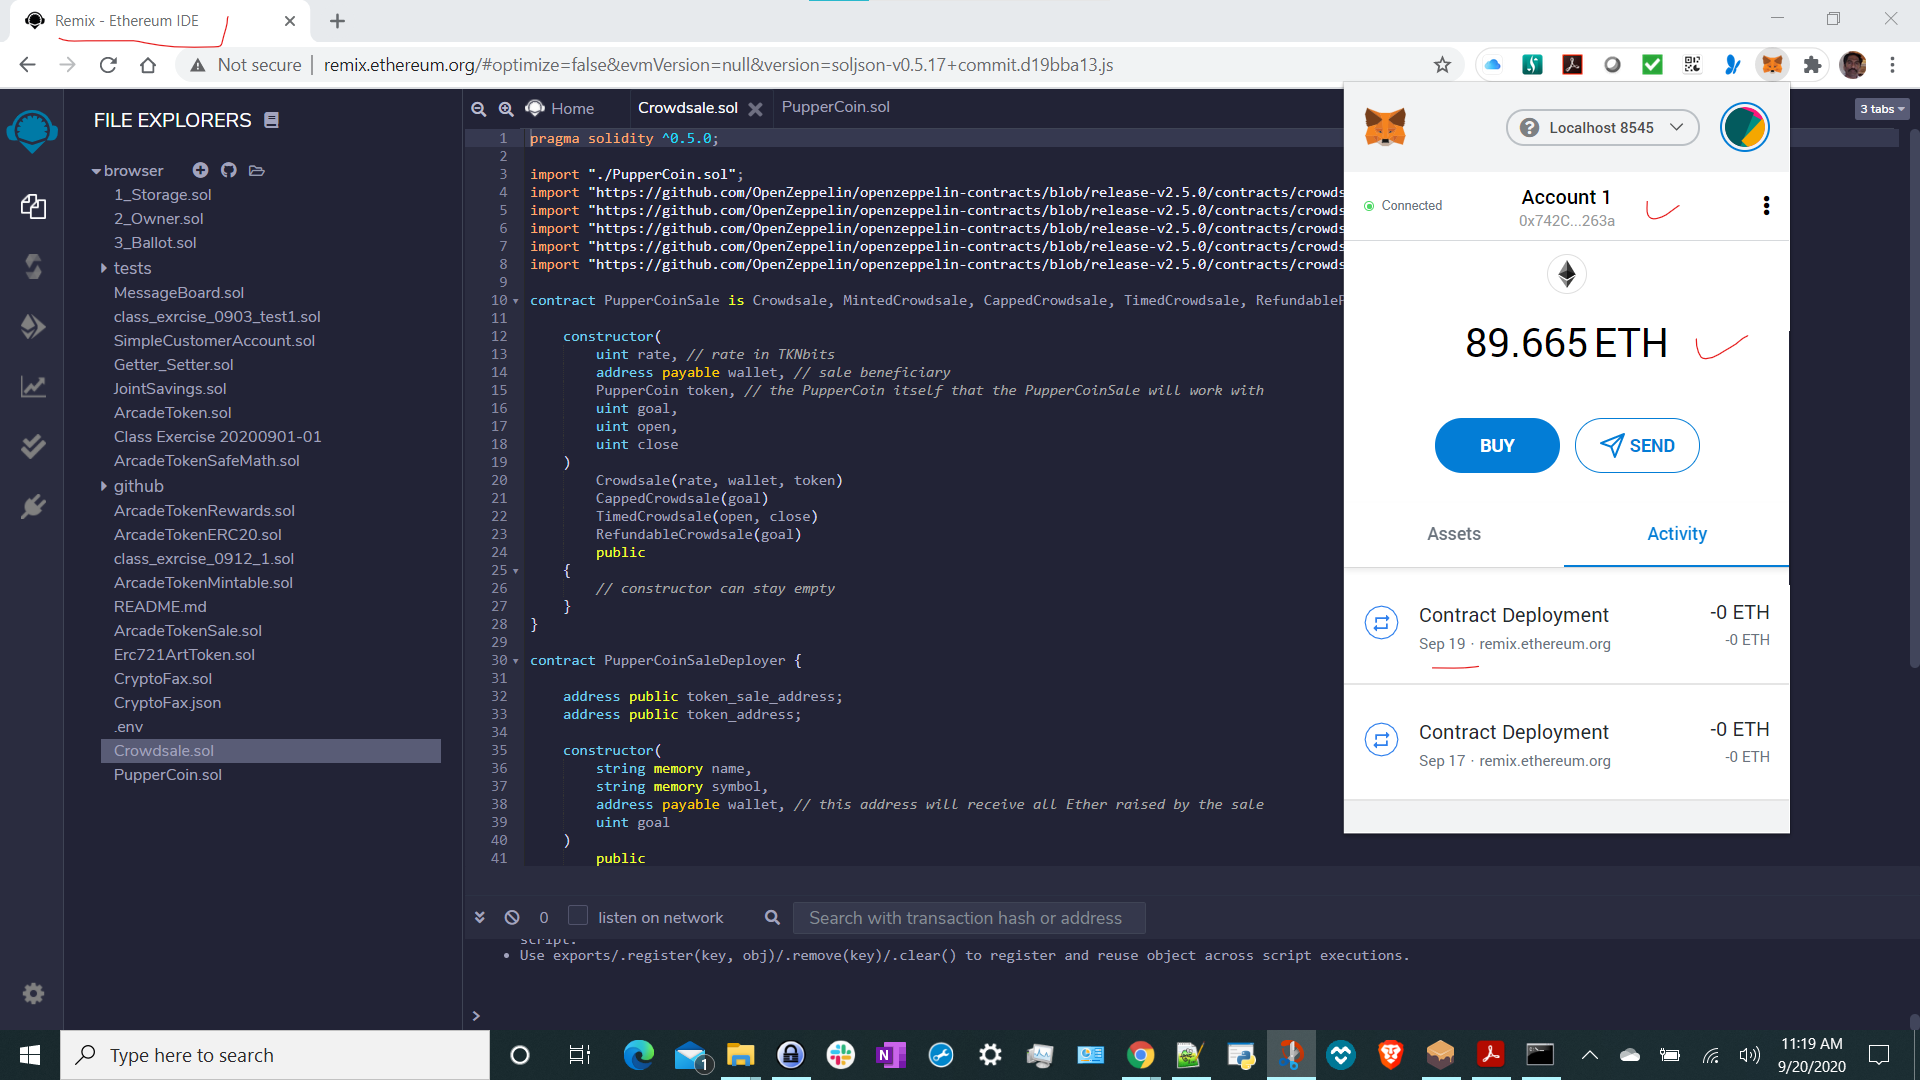 Remix - Ethereum IDE
Not secure | remix.ethereum.org/#optimize=false&evmVersion=null&version=soljson-v0.5.17+commit.d19bba13.js
FILE EXPLORERS
browser
1_Storage.sol
2_Owner.sol
3_Ballot.sol
tests
MessageBoard.sol
class_exrcise_0903_test1.sol
SimpleCustomerAccount.sol
Getter_Setter.sol
JointSavings.sol
ArcadeToken.sol
Class Exercise 20200901-01
ArcadeTokenSafeMath.sol
github
ArcadeTokenRewards.sol
ArcadeTokenERC20.sol
class_exrcise_0912_1.sol
ArcadeTokenMintable.sol
README.md
ArcadeTokenSale.sol
Erc721ArtToken.sol
CryptoFax.sol
CryptoFax.json
.env
Crowdsale.sol
PupperCoin.sol
Home
Crowdsale.sol
PupperCoin.sol
3 tabs
1 pragma solidity ^0.5.0;
2
3 import "./PupperCoin.sol";
4 import "https://github.com/OpenZeppelin/openzeppelin-contracts/blob/release-v2.5.0/contracts/crowds
5 import "https://github.com/OpenZeppelin/openzeppelin-contracts/blob/release-v2.5.0/contracts/crowds
6 import "https://github.com/OpenZeppelin/openzeppelin-contracts/blob/release-v2.5.0/contracts/crowds
7 import "https://github.com/OpenZeppelin/openzeppelin-contracts/blob/release-v2.5.0/contracts/crowds
8 import "https://github.com/OpenZeppelin/openzeppelin-contracts/blob/release-v2.5.0/contracts/crowds
9
10 contract PupperCoinSale is Crowdsale, MintedCrowdsale, CappedCrowdsale, TimedCrowdsale, RefundableP
11
12 constructor(
13 uint rate, // rate in TKNbits
14 address payable wallet, // sale beneficiary
15 PupperCoin token, // the PupperCoin itself that the PupperCoinSale will work with
16 uint goal,
17 uint open,
18 uint close
19 )
20 Crowdsale(rate, wallet, token)
21 CappedCrowdsale(goal)
22 TimedCrowdsale(open, close)
23 RefundableCrowdsale(goal)
24 public
25 {
26 // constructor can stay empty
27 }
28 }
29
30 contract PupperCoinSaleDeployer {
31
32 address public token_sale_address;
33 address public token_address;
34
35 constructor(
36 string memory name,
37 string memory symbol,
38 address payable wallet, // this address will receive all Ether raised by the sale
39 uint goal
40 )
41 public
0 listen on network
Search with transaction hash or address
script.
• Use exports/.register(key, obj)/.remove(key)/.clear() to register and reuse object across script executions.
>
Localhost 8545
Connected
Account 1
0x742C...263a
89.665 ETH
BUY
SEND
Assets
Activity
Contract Deployment
-0 ETH
Sep 19 · remix.ethereum.org
-0 ETH
Contract Deployment
-0 ETH
Sep 17 · remix.ethereum.org
-0 ETH
Type here to search
1
11:19 AM
9/20/2020